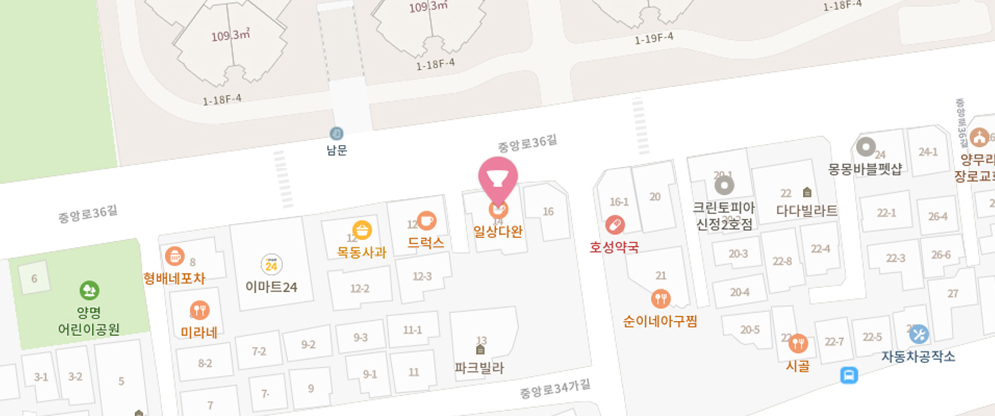 109.3㎡
109.3㎡
1-18F-4
1-19F-4
1-18F-4
1-18F-4
남문
중앙로36길
중앙로36길
중앙로36길
양무리
장로교회
24
24-1
몽몽바블펫샵
20-1
크린토피아
신정2호점
22
다다빌라트
16-1
20
16
일상다완
12
드럭스
12
목동사과
호성약국
22-1
26-4
8
형배네포차
24
이마트24
6
양명
어린이공원
미라네
12-3
12-2
21
순이네아구찜
20-3
22-8
22-4
22-3
26-6
20-4
27
8-2
7-2
9-2
9-3
11-1
13
파크빌라
20-5
시골
22-7
22-5
자동차공작소
3-1
3-2
5
7
7-
9
9-1
11
중앙로34가길